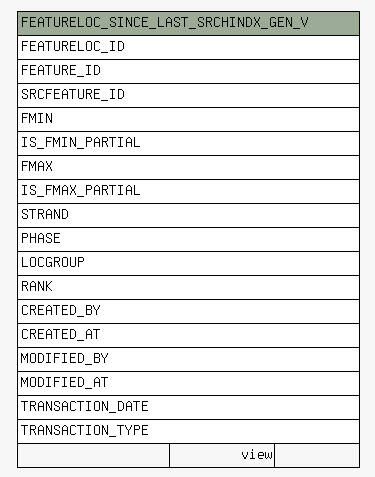 FEATURELOC_SINCE_LAST_SRCHINDX_GEN_V
FEATURELOC_ID
FEATURE_ID
SRCFEATURE_ID
FMIN
IS_FMIN_PARTIAL
FMAX
IS_FMAX_PARTIAL
STRAND
PHASE
LOCGROUP
RANK
CREATED_BY
CREATED_AT
MODIFIED_BY
MODIFIED_AT
TRANSACTION_DATE
TRANSACTION_TYPE
view